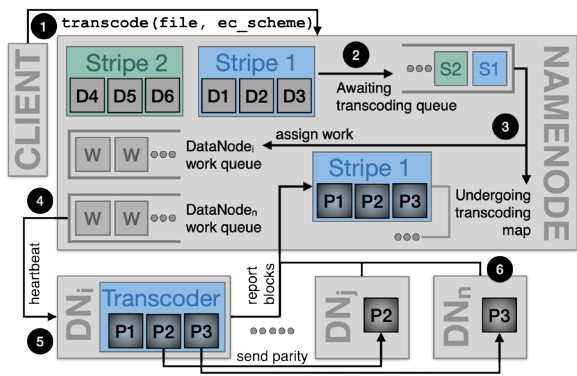 1 transcode(file, ec_scheme)
CLIENT
NAMENODE
Stripe 2
D4 D5 D6
Stripe 1
D1 D2 D3
2
Awaiting
transcoding queue
S2 S1
3
assign work
W W
DataNodei
work queue
Stripe 1
P1 P2 P3
Undergoing
transcoding
map
4
W W
DataNoden
work queue
heartbeat
report
blocks
5
DNi
Transcoder
P1 P2 P3
send parity
DNj
P2
6
DNn
P3